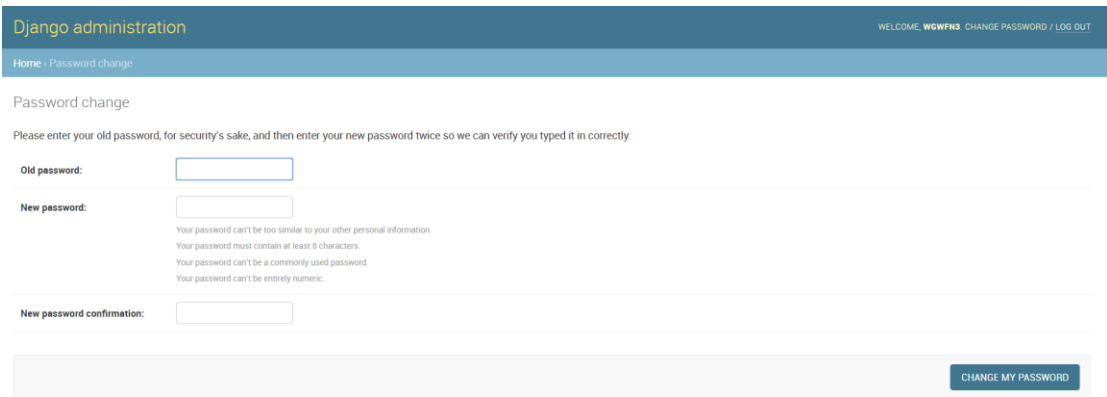 Django administration
WELCOME, WGWFN3. CHANGE PASSWORD / LOG OUT
Home › Password change
Password change
Please enter your old password, for security's sake, and then enter your new password twice so we can verify you typed it in correctly.
Old password:
New password:
Your password can't be too similar to your other personal information.
Your password must contain at least 8 characters.
Your password can't be a commonly used password.
Your password can't be entirely numeric.
New password confirmation:
CHANGE MY PASSWORD